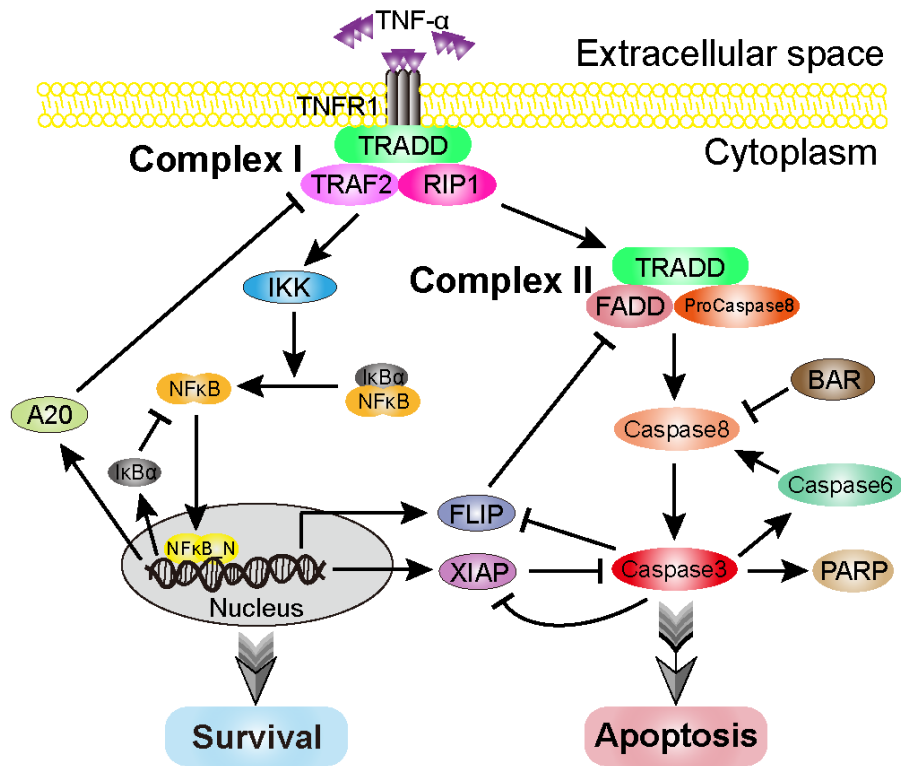 TNF-α
Extracellular space
TNFR1
TRADD
Cytoplasm
Complex I
TRAF2
RIP1
TRADD
Complex II
IKK
FADD
ProCaspase8
IκBα
NFκB
NFκB
BAR
A20
Caspase8
IκBα
Caspase6
FLIP
NFκB_N
XIAP
Caspase3
PARP
Nucleus
Survival
Apoptosis